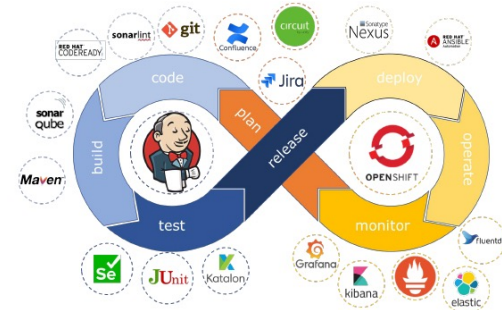 circuit
Sonatype
Nexus
git
sonarlint
Confluence
RED HAT
CODEREADY
RED HAT
ANSIBLE
Jira
code
deploy
plan
release
sonar
qube
build
OPENSHIFT
operate
Maven
test
monitor
fluentd
Grafana
Se
JUnit
Katalon
kibana
elastic